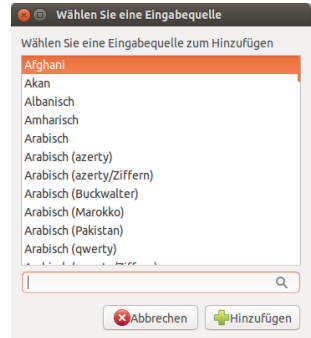 Wählen Sie eine Eingabequelle
Wählen Sie eine Eingabequelle zum Hinzufügen
Afghani
Akan
Albanisch
Amharisch
Arabisch
Arabisch (azerty)
Arabisch (azerty/Ziffern)
Arabisch (Buckwalter)
Arabisch (Marokko)
Arabisch (Pakistan)
Arabisch (qwerty)
Abbrechen
Hinzufügen